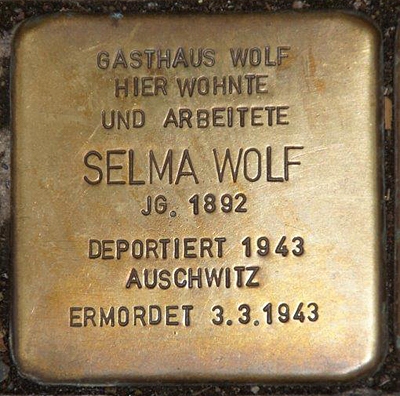 GASTHAUS WOLF
HIER WOHNTE
UND ARBEITETE
SELMA WOLF
JG. 1892
DEPORTIERT 1943
AUSCHWITZ
ERMORDET 3.3.1943